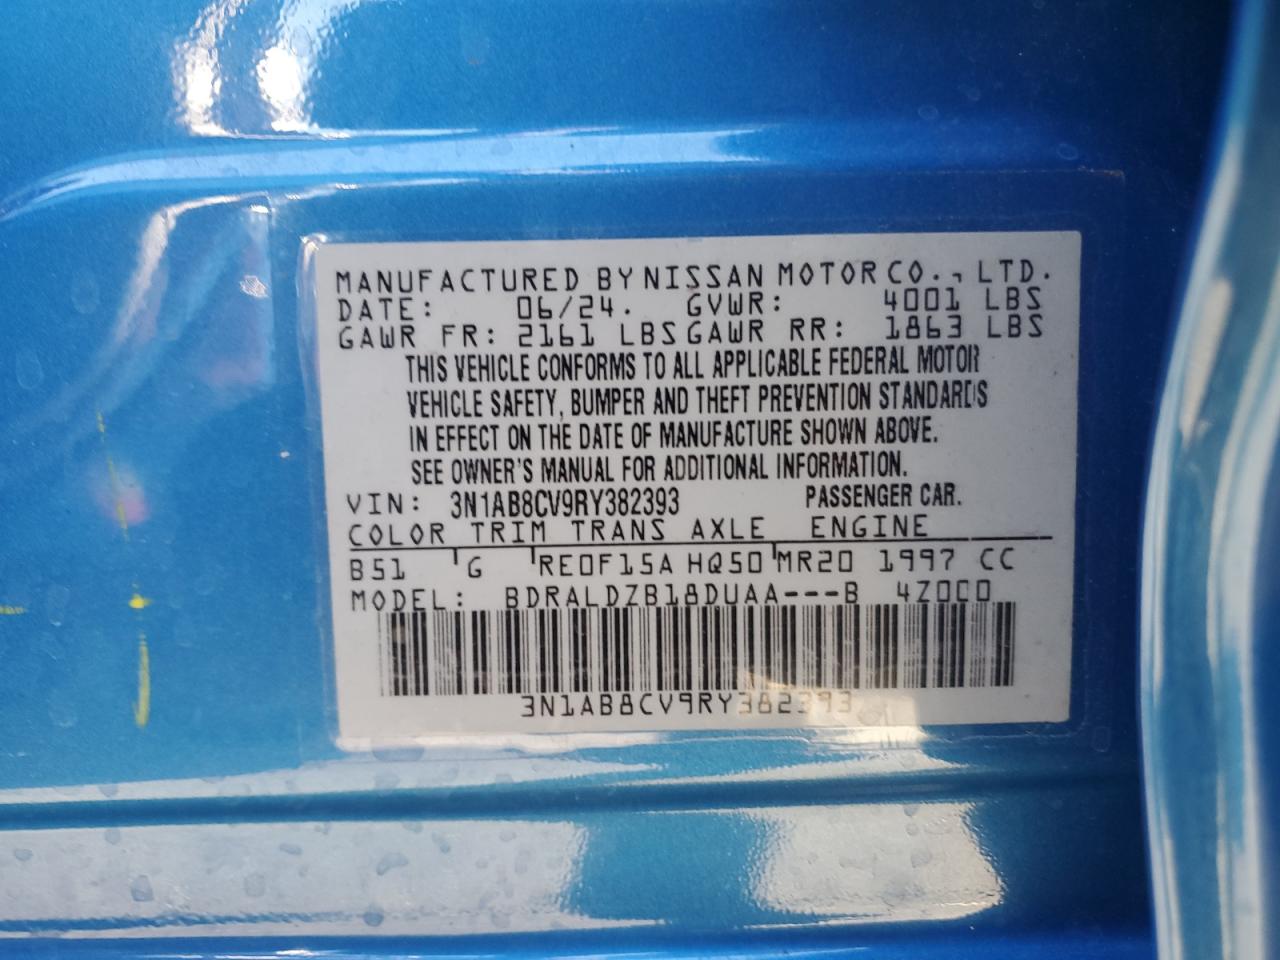 MANUFACTURED BY NISSAN MOTOR CO., LTD.
DATE: 06/24. GVWR: 4001 LBS
GAWR FR: 2161 LBS GAWR RR: 1863 LBS
THIS VEHICLE CONFORMS TO ALL APPLICABLE FEDERAL MOTOR
VEHICLE SAFETY, BUMPER AND THEFT PREVENTION STANDARDS
IN EFFECT ON THE DATE OF MANUFACTURE SHOWN ABOVE.
SEE OWNER'S MANUAL FOR ADDITIONAL INFORMATION.
VIN: 3N1AB8CV9RY382393 PASSENGER CAR.
COLOR TRIM TRANS AXLE ENGINE
B51 G RE0F15A HQ50 MR20 1997 CC
MODEL: BDRALDZB18DUAA---B 4Z0C0
3N1AB8CV9RY382393